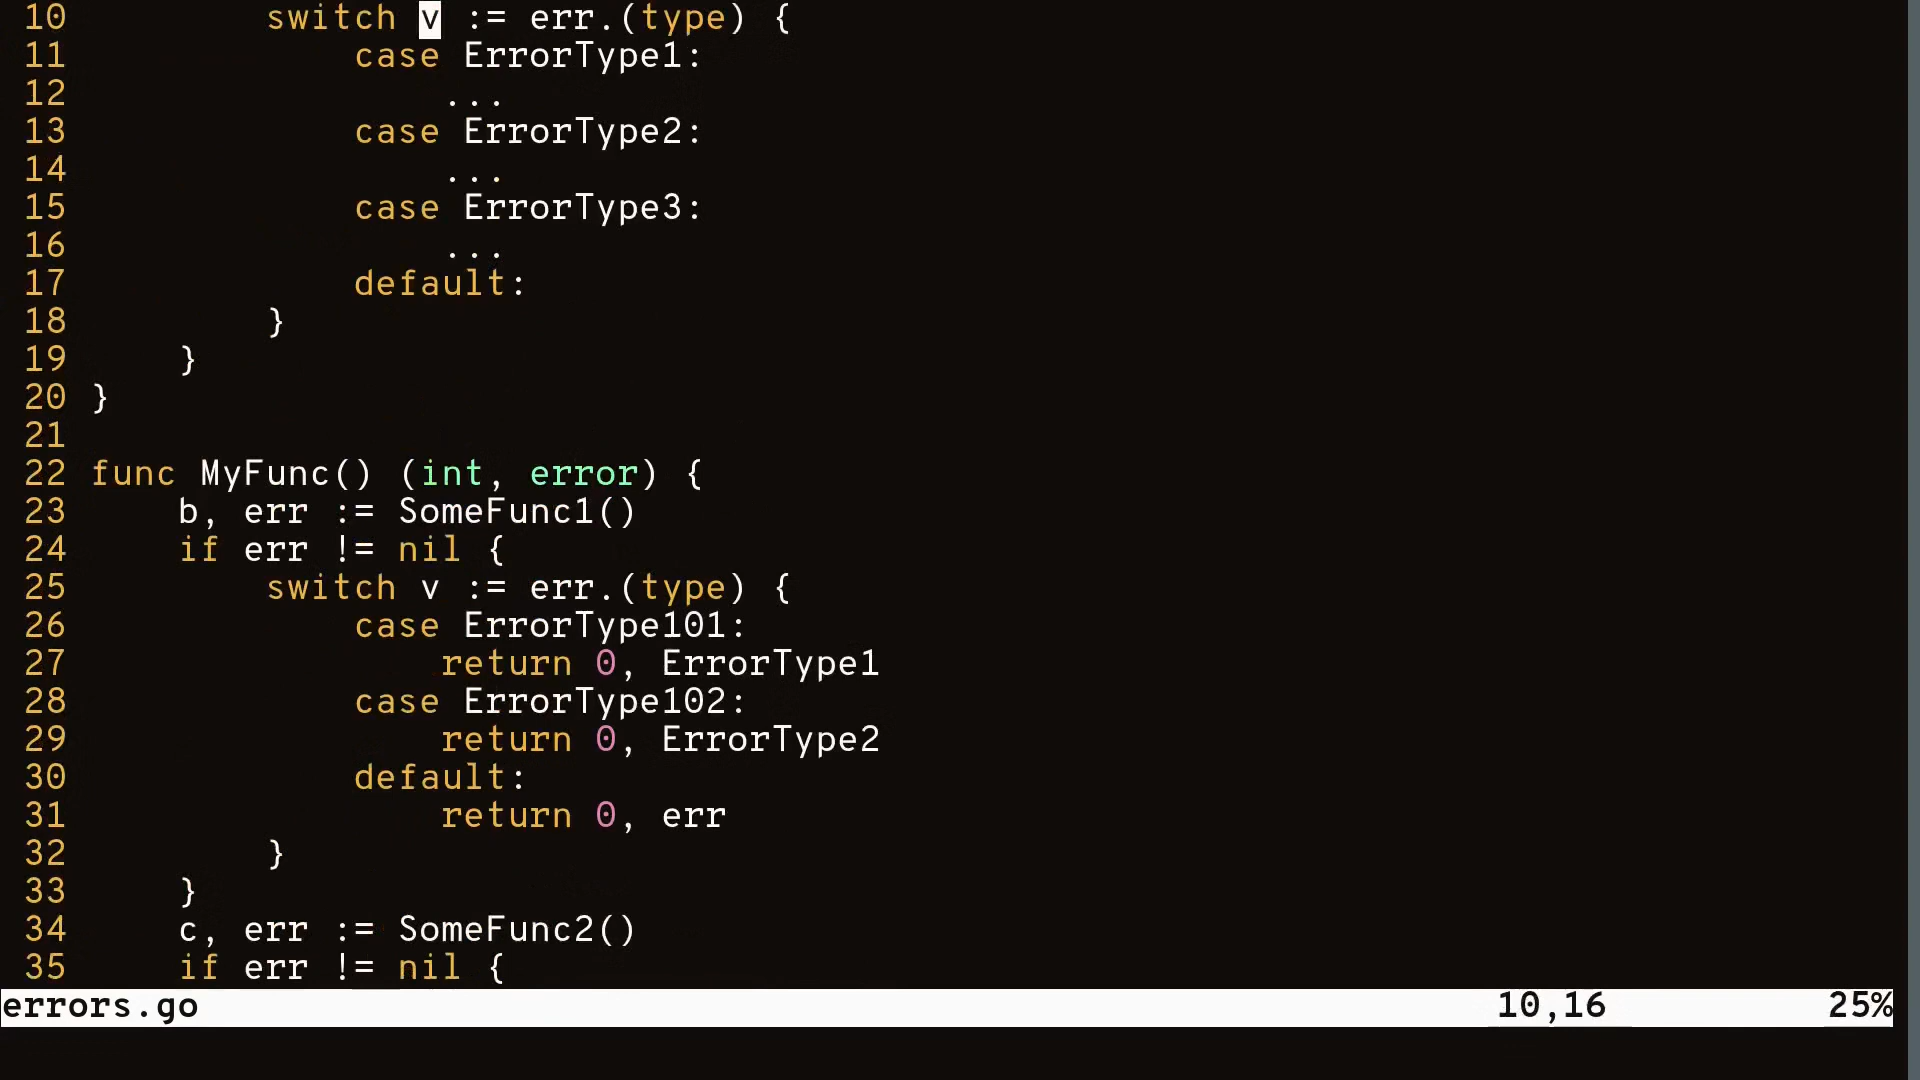 10 switch v := err.(type) {
11 case ErrorType1:
12 ...
13 case ErrorType2:
14 ...
15 case ErrorType3:
16 ...
17 default:
18 }
19 }
20 }
21
22 func MyFunc() (int, error) {
23 b, err := SomeFunc1()
24 if err != nil {
25 switch v := err.(type) {
26 case ErrorType101:
27 return 0, ErrorType1
28 case ErrorType102:
29 return 0, ErrorType2
30 default:
31 return 0, err
32 }
33 }
34 c, err := SomeFunc2()
35 if err != nil {
errors.go 10,16 25%